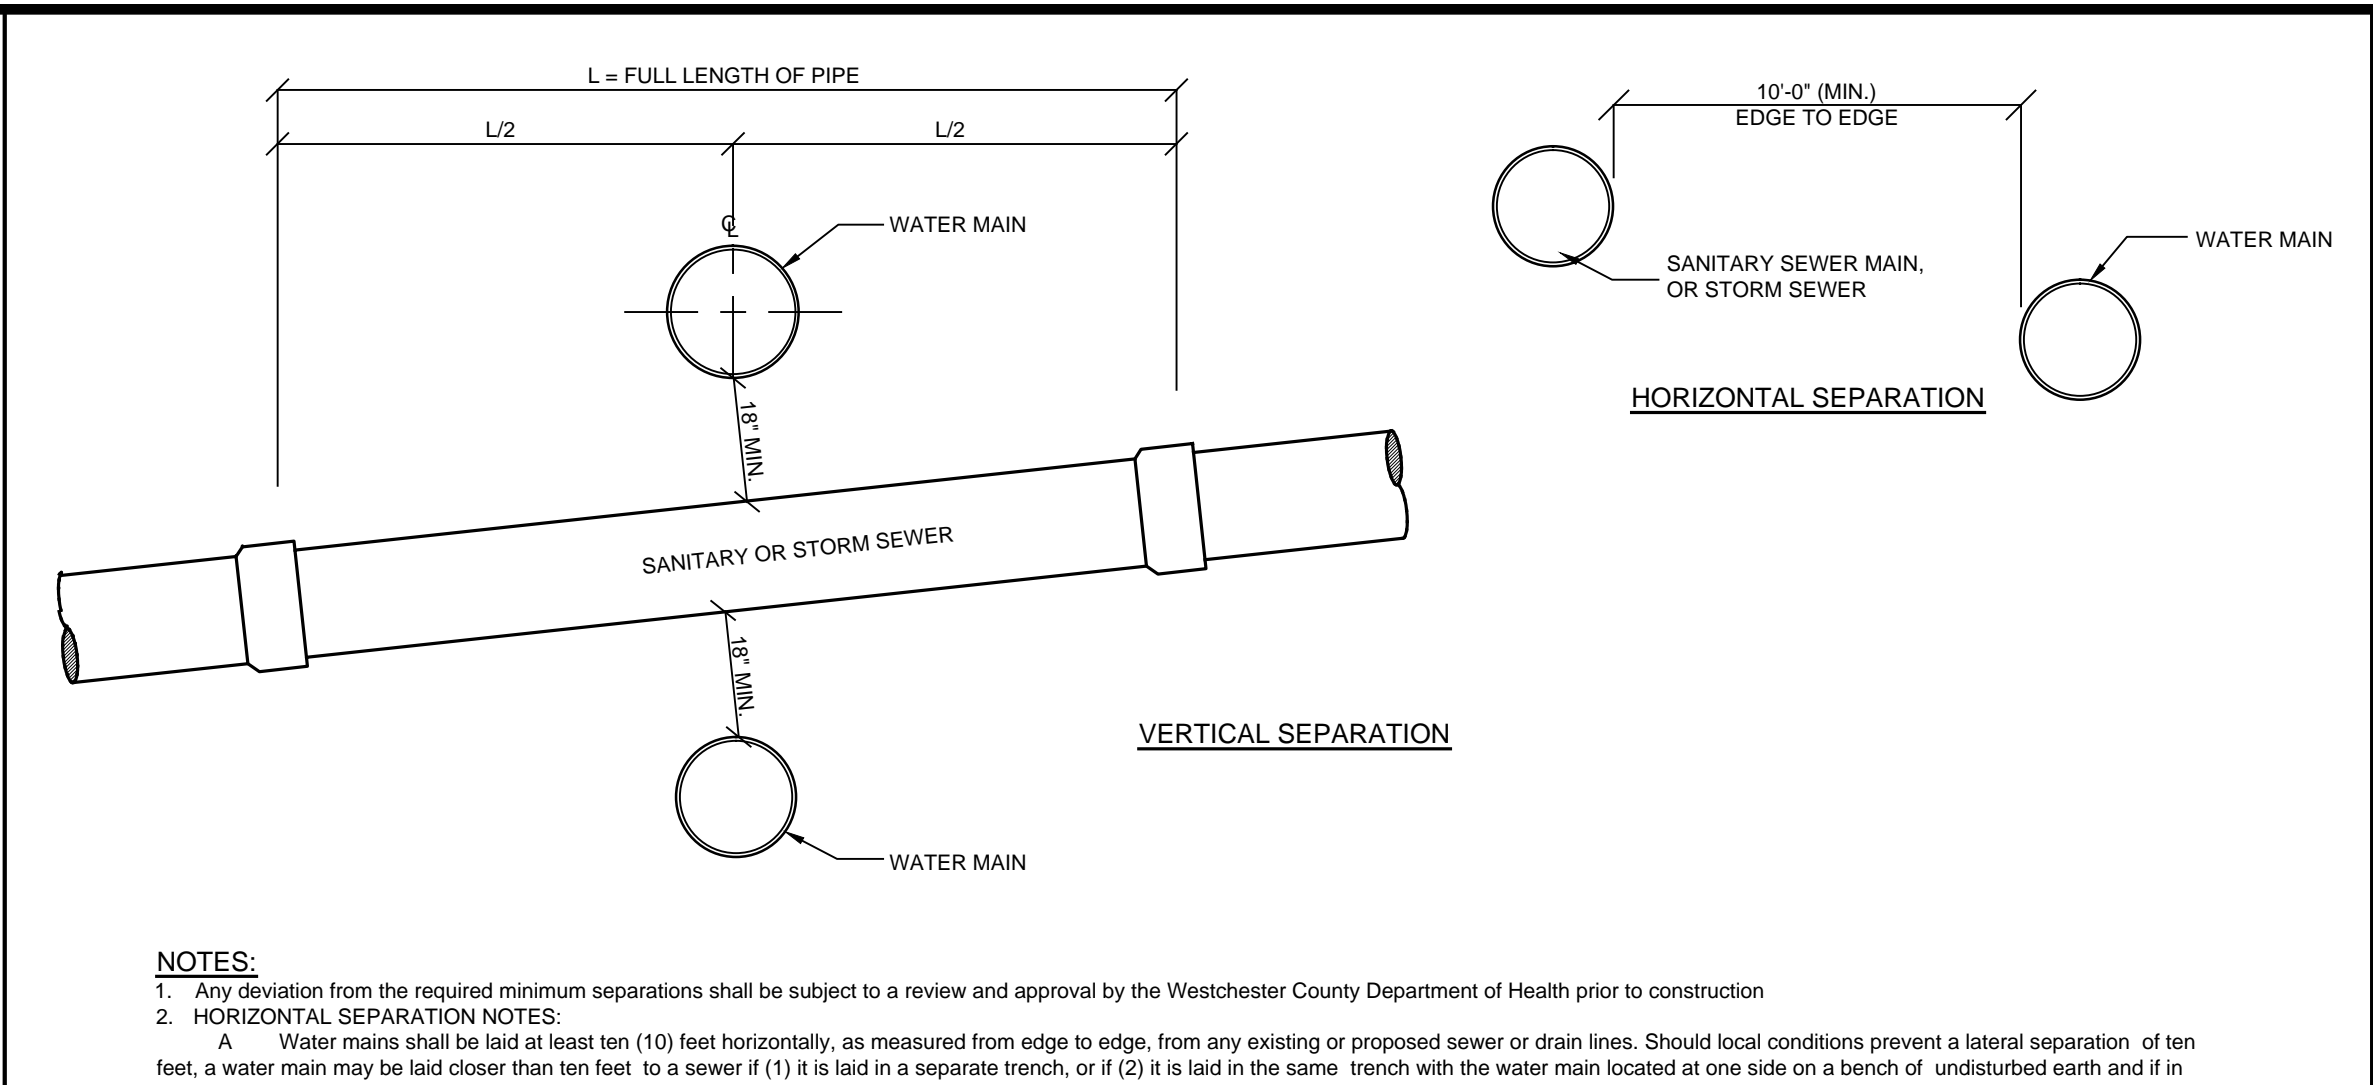 L = FULL LENGTH OF PIPE
L/2
L/2
10'-0" (MIN.)
EDGE TO EDGE
CL
WATER MAIN
WATER MAIN
SANITARY SEWER MAIN,
OR STORM SEWER
HORIZONTAL SEPARATION
18" MIN.
SANITARY OR STORM SEWER
18" MIN.
VERTICAL SEPARATION
WATER MAIN
NOTES:
1. Any deviation from the required minimum separations shall be subject to a review and approval by the Westchester County Department of Health prior to construction
2. HORIZONTAL SEPARATION NOTES:
A Water mains shall be laid at least ten (10) feet horizontally, as measured from edge to edge, from any existing or proposed sewer or drain lines. Should local conditions prevent a lateral separation of ten
feet, a water main may be laid closer than ten feet to a sewer if (1) it is laid in a separate trench, or if (2) it is laid in the same trench with the water main located at one side on a bench of undisturbed earth and if in